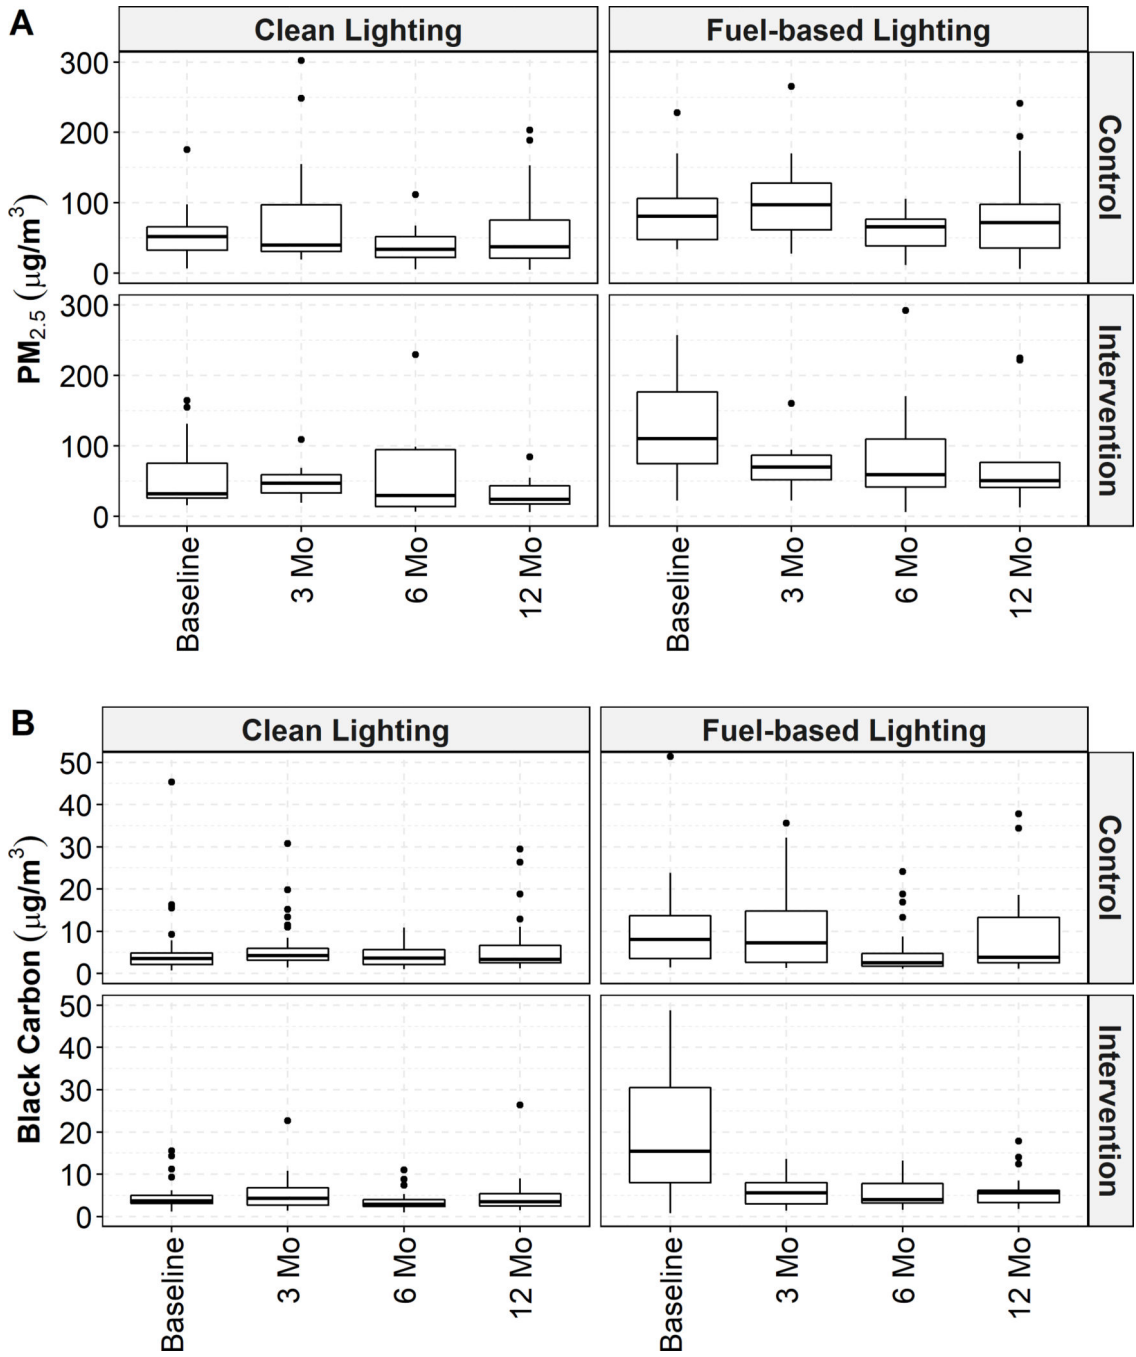 A
Clean Lighting
Fuel-based Lighting
PM2.5 (μg/m³)
300
200
100
0
Control
300
200
100
0
Intervention
Baseline
3 Mo
6 Mo
12 Mo
Baseline
3 Mo
6 Mo
12 Mo
B
Clean Lighting
Fuel-based Lighting
Black Carbon (μg/m³)
50
40
30
20
10
0
Control
50
40
30
20
10
0
Intervention
Baseline
3 Mo
6 Mo
12 Mo
Baseline
3 Mo
6 Mo
12 Mo